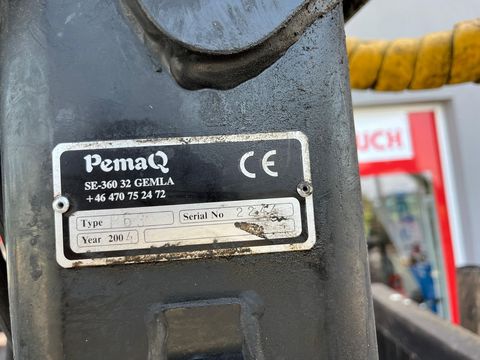 PemaQ
CE
SE-360 32 GEMLA
+46 470 75 24 72
Type
Serial No
Year 200
UCH